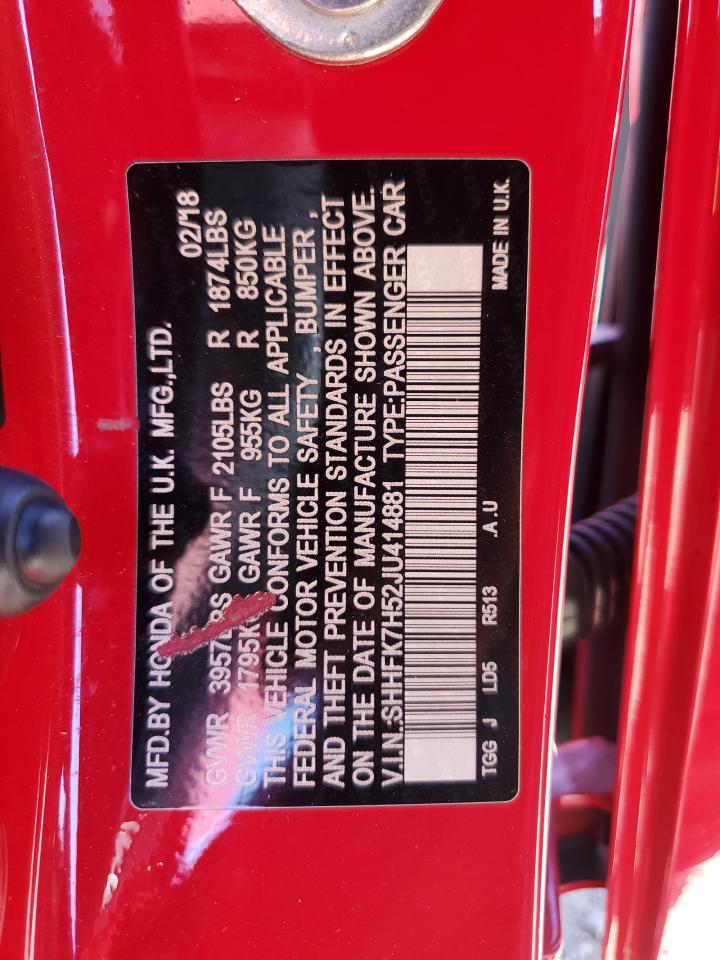 MFD.BY HONDA OF THE U.K. MFG.,LTD. 02/18
GVWR 3957LBS GAWR F 2105LBS R 1874LBS
GVWR 1795KG GAWR F 955KG R 850KG
THIS VEHICLE CONFORMS TO ALL APPLICABLE
FEDERAL MOTOR VEHICLE SAFETY , BUMPER ,
AND THEFT PREVENTION STANDARDS IN EFFECT
ON THE DATE OF MANUFACTURE SHOWN ABOVE.
V.I.N.:SHHFK7H52JU414881 TYPE:PASSENGER CAR
TGG J LD5 R513 .A .U MADE IN U.K.